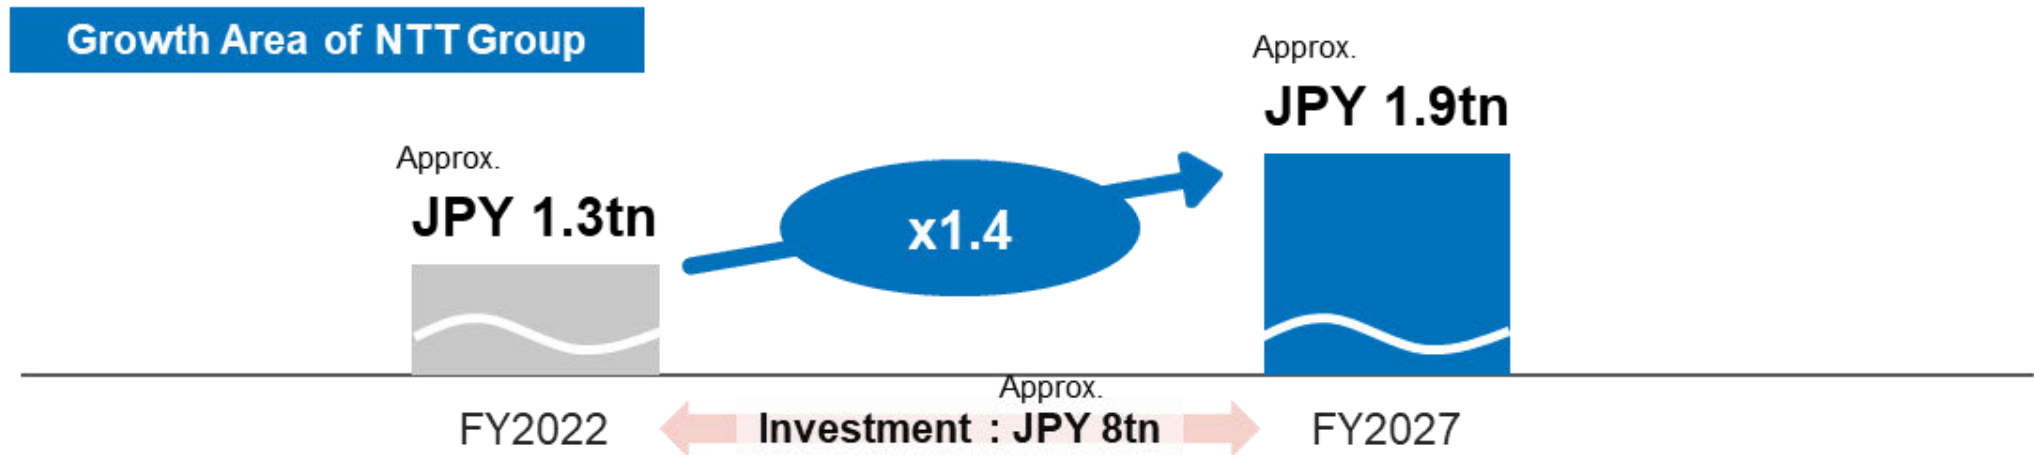 Growth Area of NTT Group
Approx.
JPY 1.9tn
Approx.
JPY 1.3tn
x1.4
Approx.
FY2022
Investment : JPY 8tn
FY2027